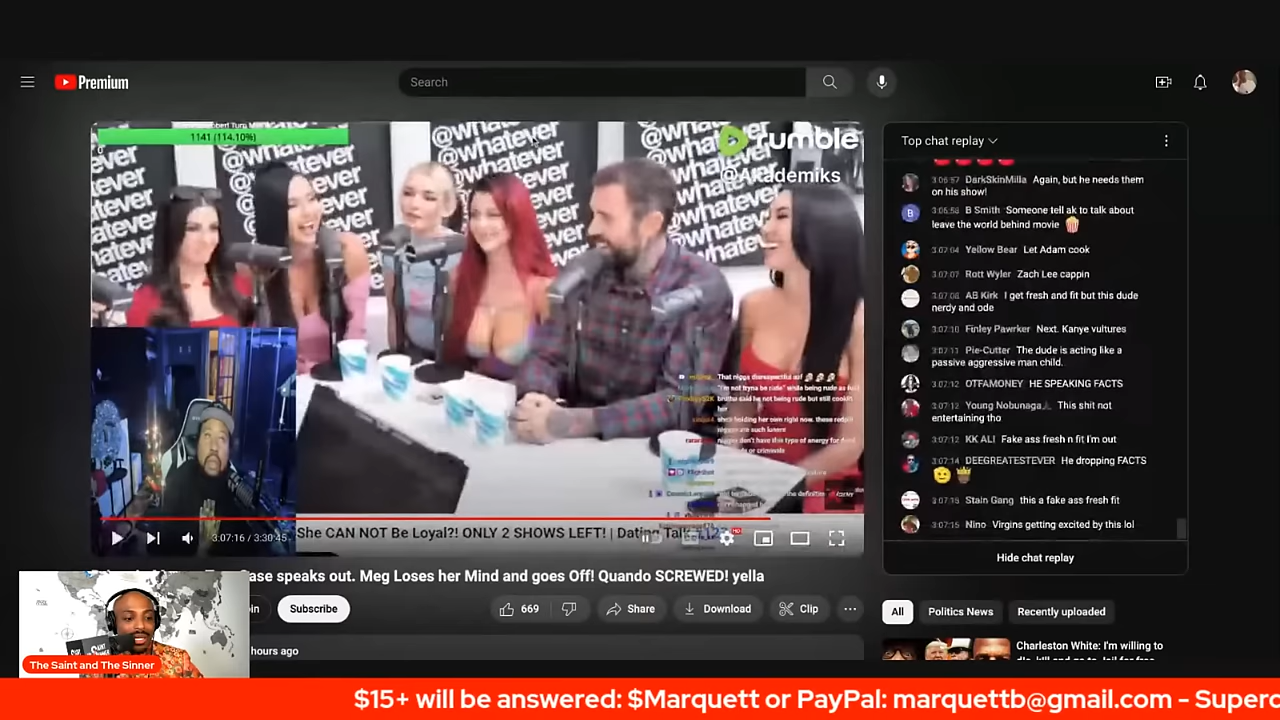 Premium
Search
1141 (114.10%)
@whatever
@whatever
@whatever
rumble
@Akademiks
Top chat replay
3:06:57 DarkSkinMilla Again, but he needs them
on his show!
3:06:58 B Smith Someone tell ak to talk about
leave the world behind movie
3:07:04 Yellow Bear Let Adam cook
3:07:07 Rott Wyler Zach Lee cappin
3:07:08 AB Kirk I get fresh and fit but this dude
nerdy and ode
3:07:10 Finley Pawrker Next. Kanye vultures
3:07:11 Pie-Cutter The dude is acting like a
passive aggressive man child.
3:07:12 OTFAMONEY HE SPEAKING FACTS
3:07:12 Young Nobunaga This shit not
entertaining tho
3:07:12 KK ALI Fake ass fresh n fit I'm out
3:07:14 DEEGREATESTEVER He dropping FACTS
3:07:15 Stain Gang this a fake ass fresh fit
3:07:15 Nino Virgins getting excited by this lol
Hide chat replay
She CAN NOT Be Loyal?! ONLY 2 SHOWS LEFT! | Dating Talk
3:07:16 / 3:30:45
HD
ase speaks out. Meg Loses her Mind and goes Off! Quando SCREWED! yella
Subscribe
669
Share
Download
Clip
hours ago
All
Politics News
Recently uploaded
Charleston White: I'm willing to
The Saint and The Sinner
$15+ will be answered: $Marquett or PayPal: marquettb@gmail.com - Superc